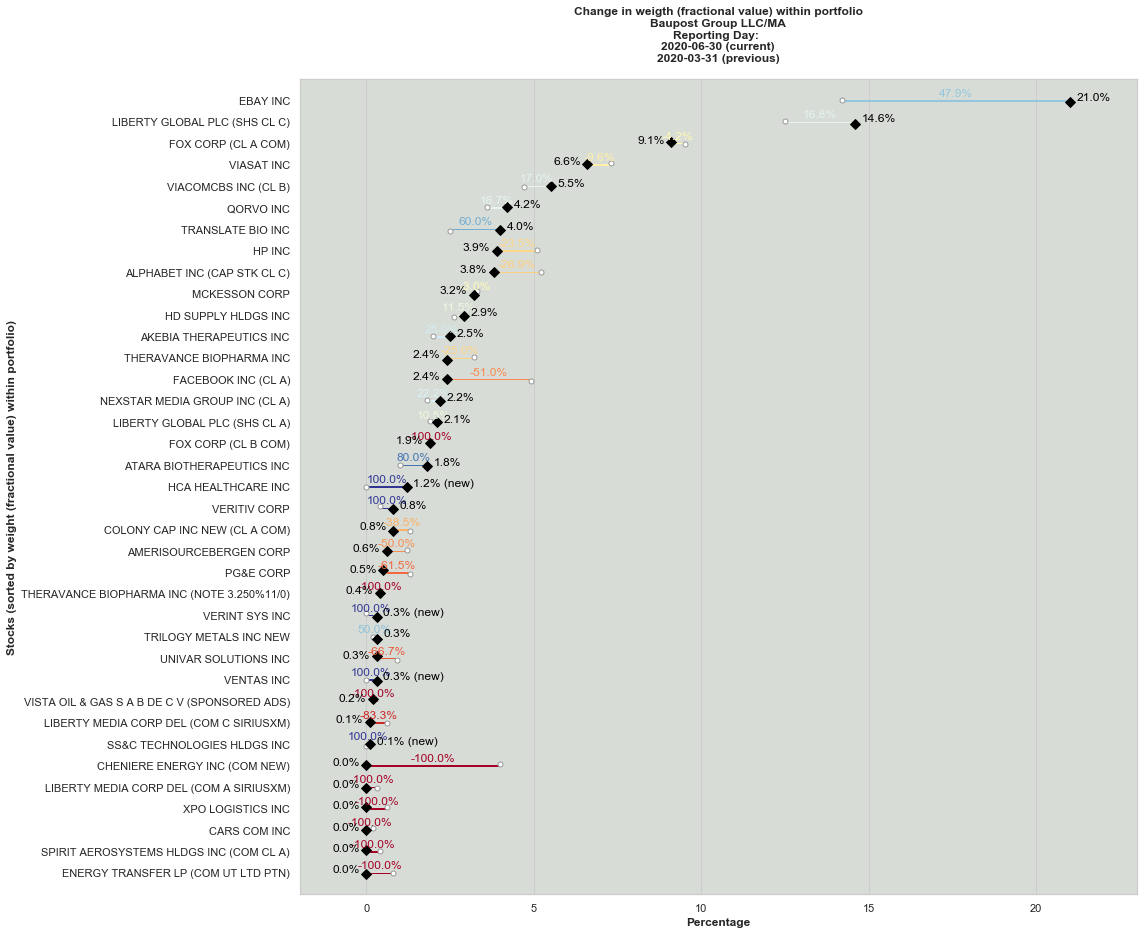 Change in weigth (fractional value) within portfolio
Baupost Group LLC/MA
Reporting Day:
2020-06-30 (current)
2020-03-31 (previous)
Stocks (sorted by weight (fractional value) within portfolio)
EBAY INC 47.9% 21.0%
LIBERTY GLOBAL PLC (SHS CL C) 16.8% 14.6%
FOX CORP (CL A COM) 9.1%
VIASAT INC 6.6%
VIACOMCBS INC (CL B) 17.0% 5.5%
QORVO INC 4.2%
TRANSLATE BIO INC 60.0% 4.0%
HP INC 3.9%
ALPHABET INC (CAP STK CL C) 3.8%
MCKESSON CORP 3.2%
HD SUPPLY HLDGS INC 2.9%
AKEBIA THERAPEUTICS INC 2.5%
THERAVANCE BIOPHARMA INC 2.4%
FACEBOOK INC (CL A) 2.4% -51.0%
NEXSTAR MEDIA GROUP INC (CL A) 2.2%
LIBERTY GLOBAL PLC (SHS CL A) 2.1%
FOX CORP (CL B COM) 1.9% -100.0%
ATARA BIOTHERAPEUTICS INC 80.0% 1.8%
HCA HEALTHCARE INC 100.0% 1.2% (new)
VERITIV CORP 100.0% 0.8%
COLONY CAP INC NEW (CL A COM) 0.8% -38.5%
AMERISOURCEBERGEN CORP 0.6% -50.0%
PG&E CORP 0.5% -61.5%
THERAVANCE BIOPHARMA INC (NOTE 3.250%11/0) 0.4% -100.0%
VERINT SYS INC 100.0% 0.3% (new)
TRILOGY METALS INC NEW 50.0% 0.3%
UNIVAR SOLUTIONS INC 0.3% -66.7%
VENTAS INC 100.0% 0.3% (new)
VISTA OIL & GAS S A B DE C V (SPONSORED ADS) 0.2% -100.0%
LIBERTY MEDIA CORP DEL (COM C SIRIUSXM) 0.1% -83.3%
SS&C TECHNOLOGIES HLDGS INC 100.0% 0.1% (new)
CHENIERE ENERGY INC (COM NEW) 0.0% -100.0%
LIBERTY MEDIA CORP DEL (COM A SIRIUSXM) 0.0% -100.0%
XPO LOGISTICS INC 0.0% -100.0%
CARS COM INC 0.0% -100.0%
SPIRIT AEROSYSTEMS HLDGS INC (COM CL A) 0.0% -100.0%
ENERGY TRANSFER LP (COM UT LTD PTN) 0.0% -100.0%
0 5 10 15 20
Percentage